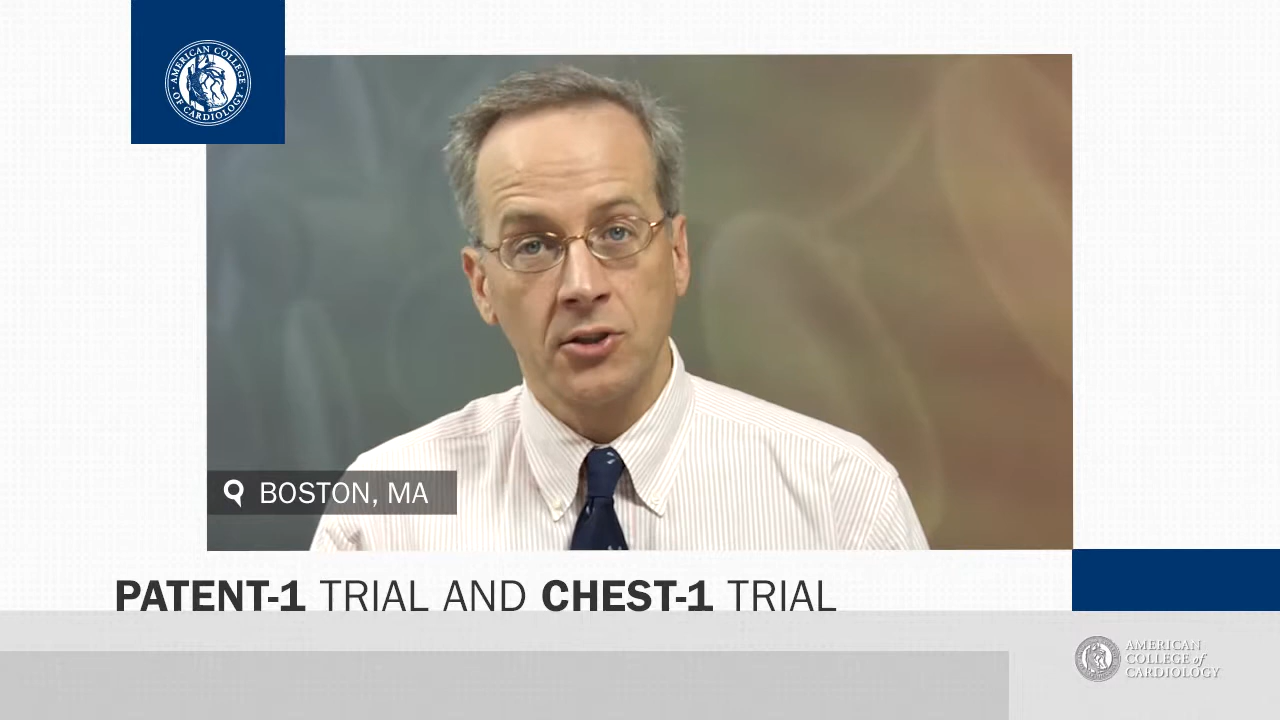 AMERICAN COLLEGE OF CARDIOLOGY
BOSTON, MA
PATENT-1 TRIAL AND CHEST-1 TRIAL
AMERICAN
COLLEGE of
CARDIOLOGY